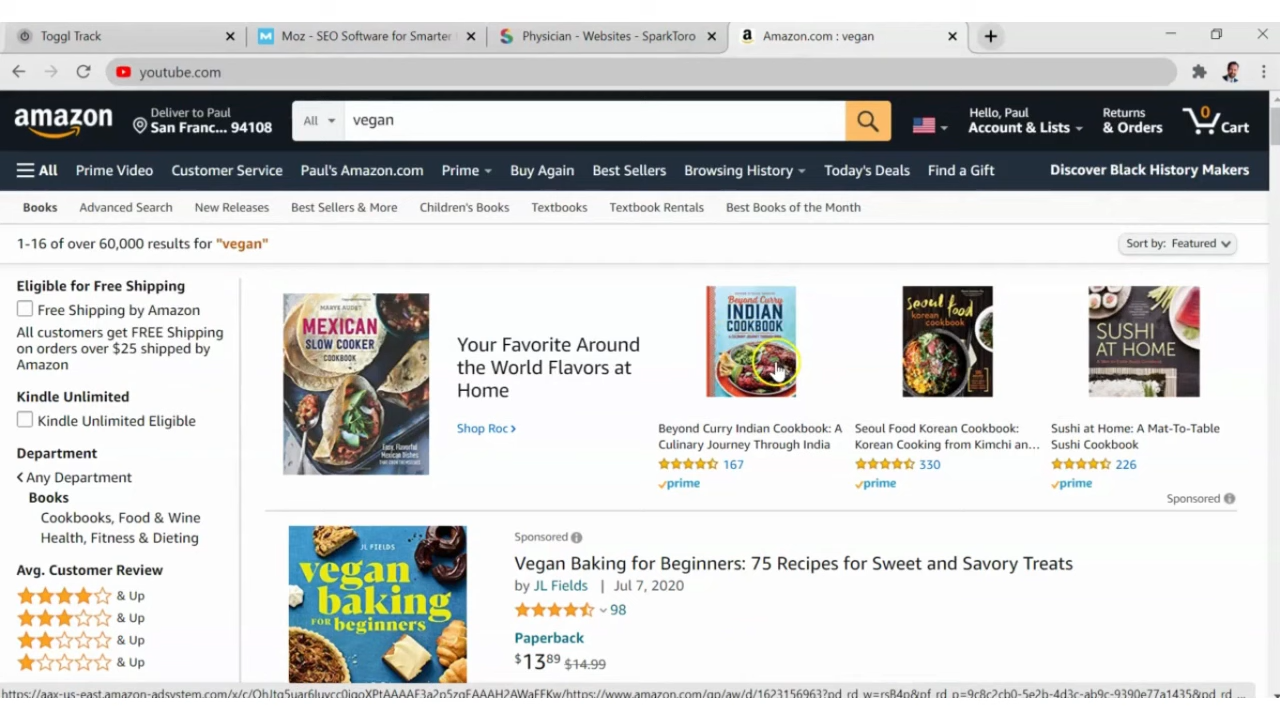 Toggl Track
Moz - SEO Software for Smarter
Physician - Websites - SparkToro
Amazon.com : vegan
youtube.com
amazon
Deliver to Paul
San Franc... 94108
All
vegan
Hello, Paul
Account & Lists
Returns
& Orders
0
Cart
All
Prime Video
Customer Service
Paul's Amazon.com
Prime
Buy Again
Best Sellers
Browsing History
Today's Deals
Find a Gift
Discover Black History Makers
Books
Advanced Search
New Releases
Best Sellers & More
Children's Books
Textbooks
Textbook Rentals
Best Books of the Month
1-16 of over 60,000 results for "vegan"
Sort by: Featured
Eligible for Free Shipping
Free Shipping by Amazon
All customers get FREE Shipping
on orders over $25 shipped by
Amazon
Kindle Unlimited
Kindle Unlimited Eligible
Department
Any Department
Books
Cookbooks, Food & Wine
Health, Fitness & Dieting
Avg. Customer Review
& Up
& Up
& Up
& Up
MEXICAN
SLOW COOKER
COOKBOOK
Your Favorite Around
the World Flavors at
Home
Shop Roc
Beyond Curry
INDIAN
COOKBOOK
Beyond Curry Indian Cookbook: A
Culinary Journey Through India
167
prime
seoul food
korean cookbook
Seoul Food Korean Cookbook:
Korean Cooking from Kimchi an...
330
prime
SUSHI
AT HOME
Sushi at Home: A Mat-To-Table
Sushi Cookbook
226
prime
Sponsored
JL FIELDS
vegan
baking
FOR beginners
Sponsored
Vegan Baking for Beginners: 75 Recipes for Sweet and Savory Treats
by JL Fields | Jul 7, 2020
98
Paperback
$13.89 $14.99